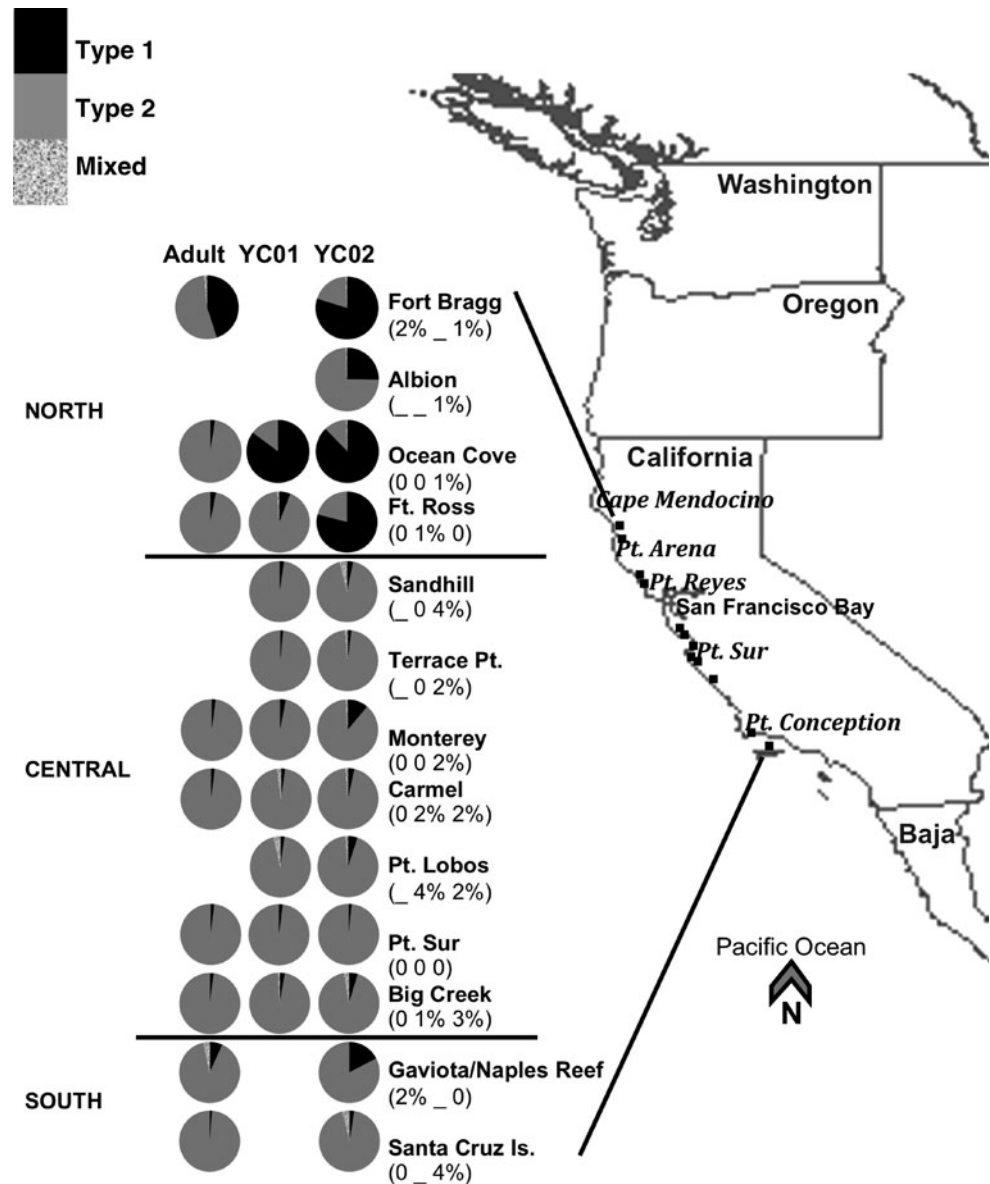 Type 1
Type 2
Mixed
Adult YC01 YC02
NORTH
Fort Bragg
(2% _ 1%)
Albion
(_ _ 1%)
Ocean Cove
(0 0 1%)
Ft. Ross
(0 1% 0)
CENTRAL
Sandhill
(_ 0 4%)
Terrace Pt.
(_ 0 2%)
Monterey
(0 0 2%)
Carmel
(0 2% 2%)
Pt. Lobos
(_ 4% 2%)
Pt. Sur
(0 0 0)
Big Creek
(0 1% 3%)
SOUTH
Gaviota/Naples Reef
(2% _ 0)
Santa Cruz Is.
(0 _ 4%)
Washington
Oregon
California
Cape Mendocino
Pt. Arena
Pt. Reyes
San Francisco Bay
Pt. Sur
Pt. Conception
Baja
Pacific Ocean
N